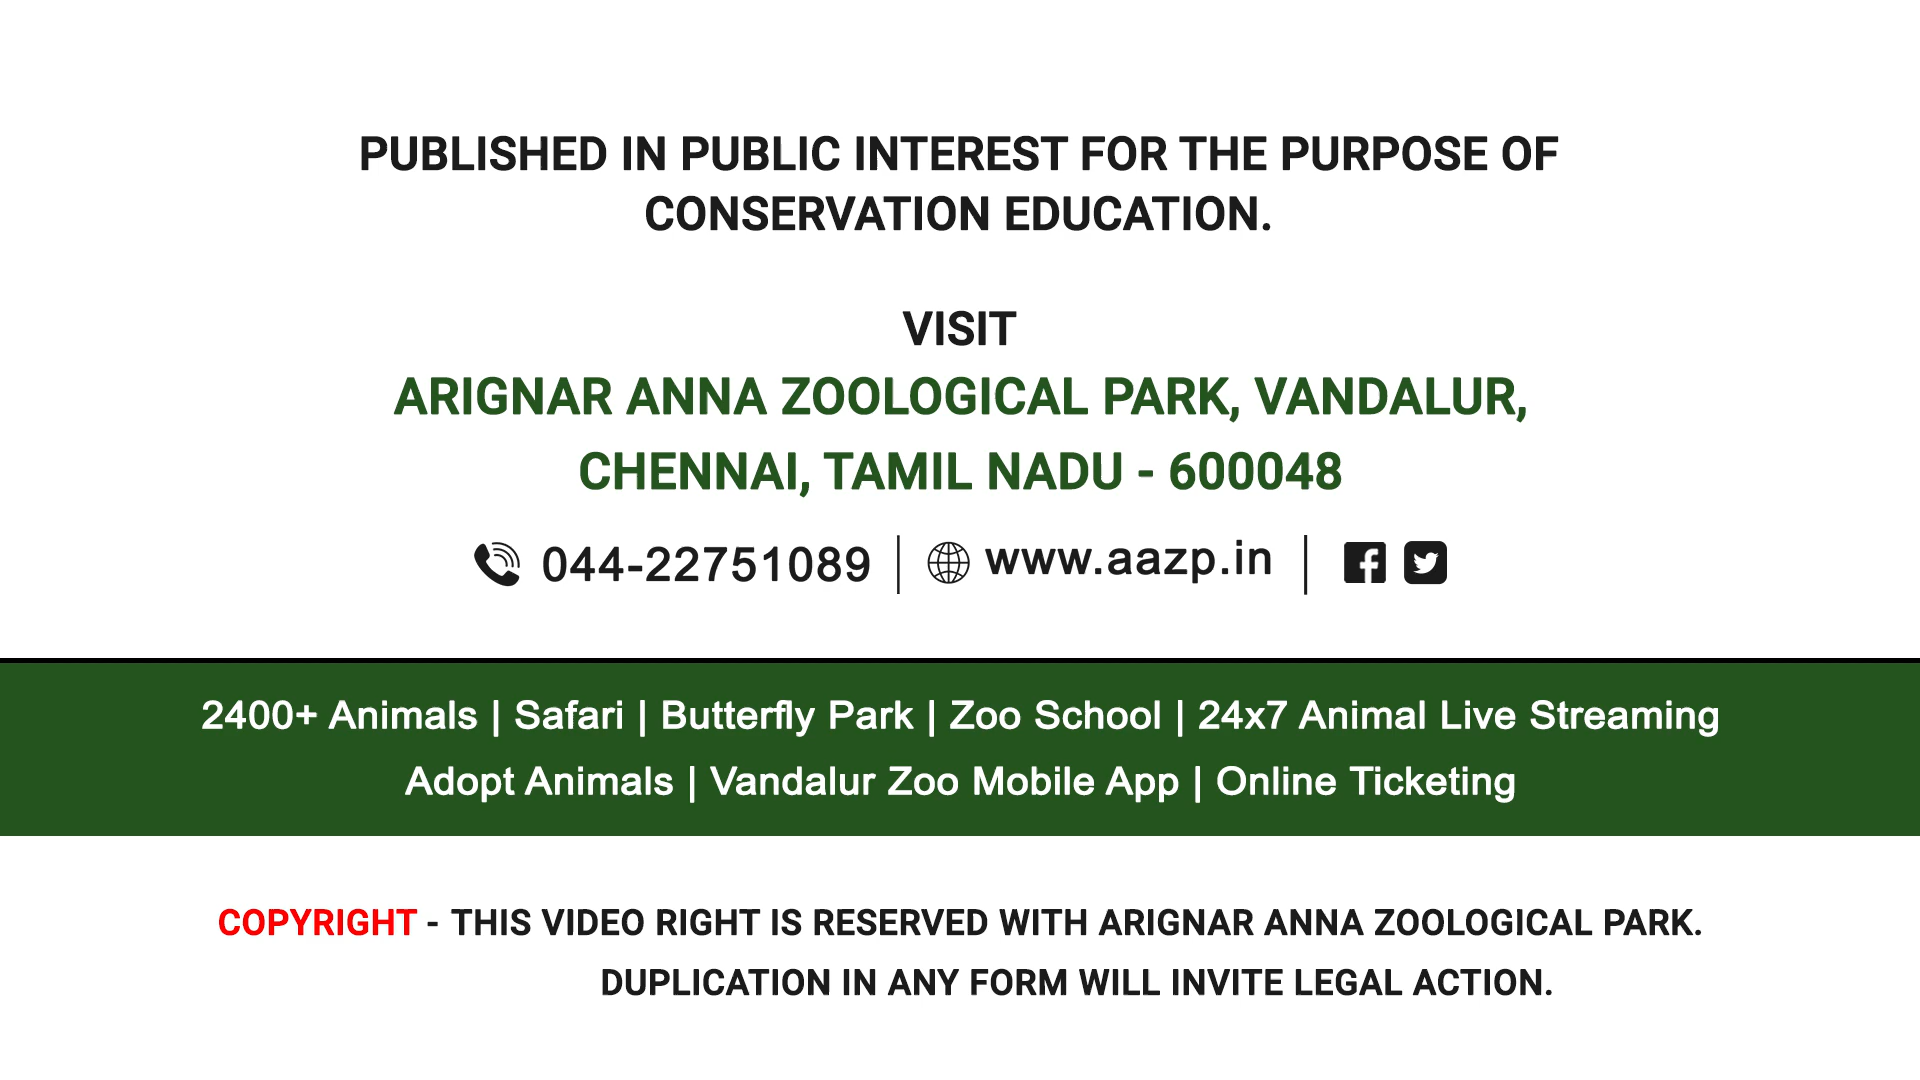 PUBLISHED IN PUBLIC INTEREST FOR THE PURPOSE OF
CONSERVATION EDUCATION.
VISIT
ARIGNAR ANNA ZOOLOGICAL PARK, VANDALUR,
CHENNAI, TAMIL NADU - 600048
044-22751089 | www.aazp.in |
2400+ Animals | Safari | Butterfly Park | Zoo School | 24x7 Animal Live Streaming
Adopt Animals | Vandalur Zoo Mobile App | Online Ticketing
COPYRIGHT - THIS VIDEO RIGHT IS RESERVED WITH ARIGNAR ANNA ZOOLOGICAL PARK.
DUPLICATION IN ANY FORM WILL INVITE LEGAL ACTION.